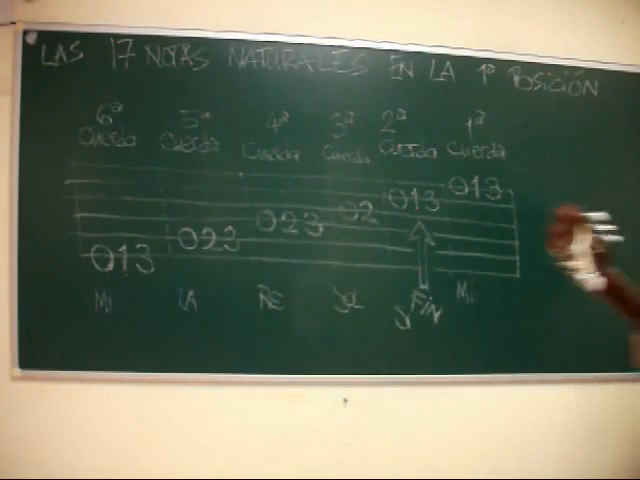 LAS 17 NOTAS NATURALES EN LA 1ª POSICIÓN
6ª 5ª 4ª 3ª 2ª 1ª
Cuerda Cuerda Cuerda Cuerda Cuerda Cuerda
013 023 023 02 013 013
MI LA RE Sol FIN MI